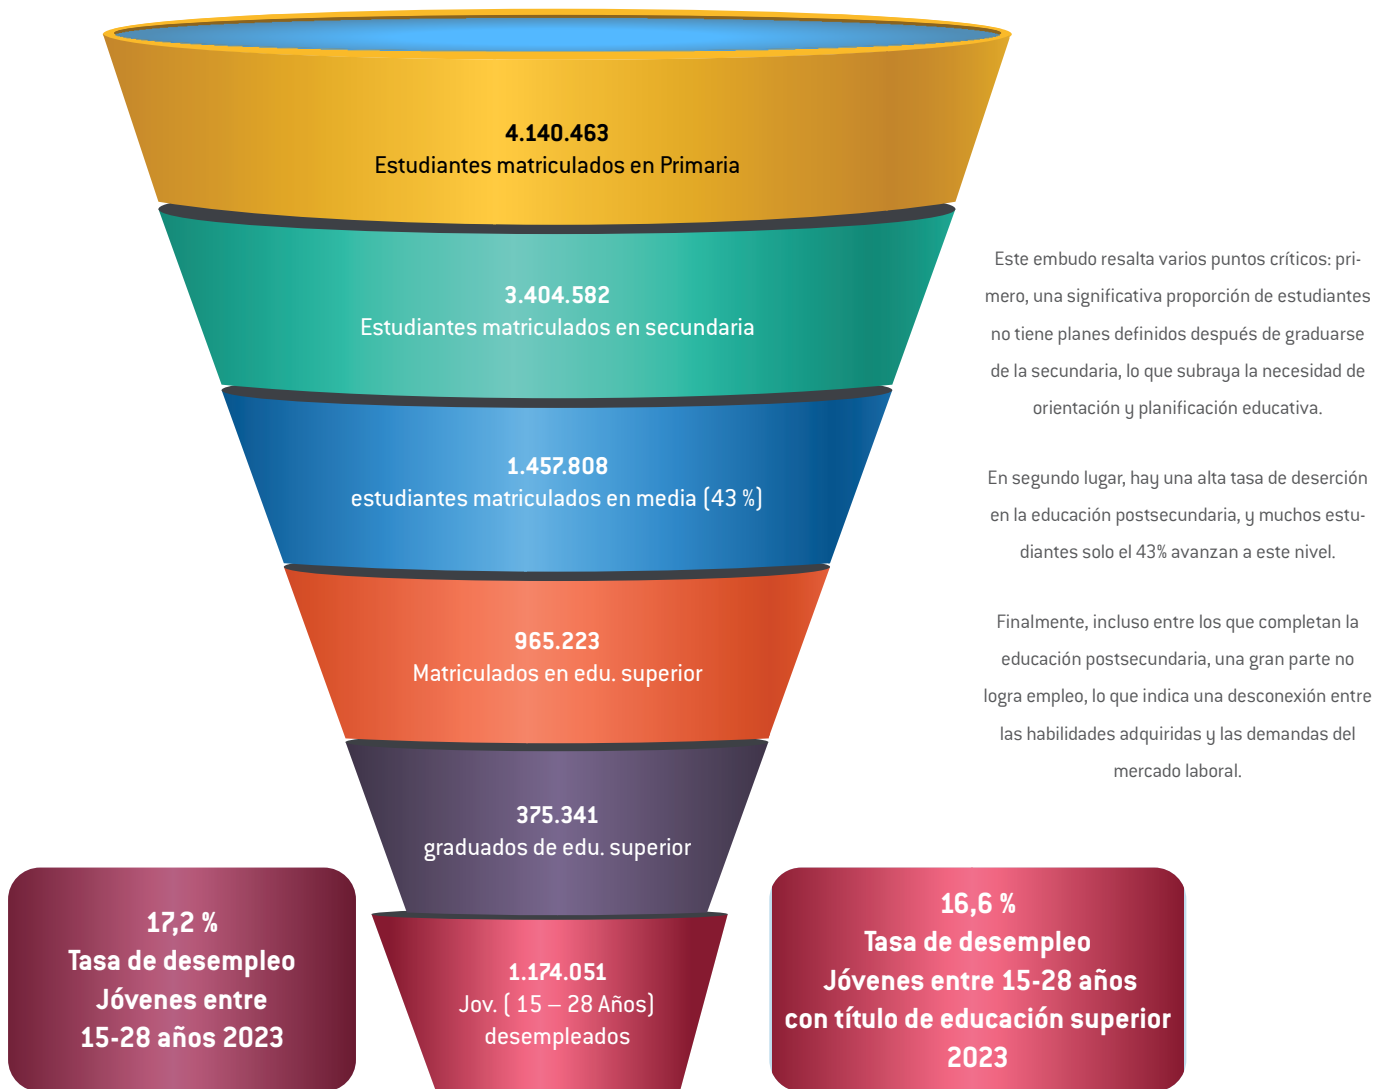 4.140.463
Estudiantes matriculados en Primaria
3.404.582
Estudiantes matriculados en secundaria
1.457.808
estudiantes matriculados en media (43 %)
965.223
Matriculados en edu. superior
375.341
graduados de edu. superior
1.174.051
Jov. ( 15 – 28 Años)
desempleados
17,2 %
Tasa de desempleo
Jóvenes entre
15-28 años 2023
16,6 %
Tasa de desempleo
Jóvenes entre 15-28 años
con título de educación superior
2023
Este embudo resalta varios puntos críticos: pri-
mero, una significativa proporción de estudiantes
no tiene planes definidos después de graduarse
de la secundaria, lo que subraya la necesidad de
orientación y planificación educativa.
En segundo lugar, hay una alta tasa de deserción
en la educación postsecundaria, y muchos estu-
diantes solo el 43% avanzan a este nivel.
Finalmente, incluso entre los que completan la
educación postsecundaria, una gran parte no
logra empleo, lo que indica una desconexión entre
las habilidades adquiridas y las demandas del
mercado laboral.